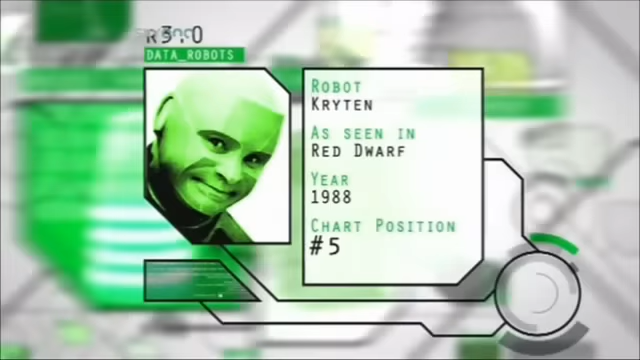 DATA_ROBOTS
ROBOT
KRYTEN
AS SEEN IN
RED DWARF
YEAR
1988
CHART POSITION
#5